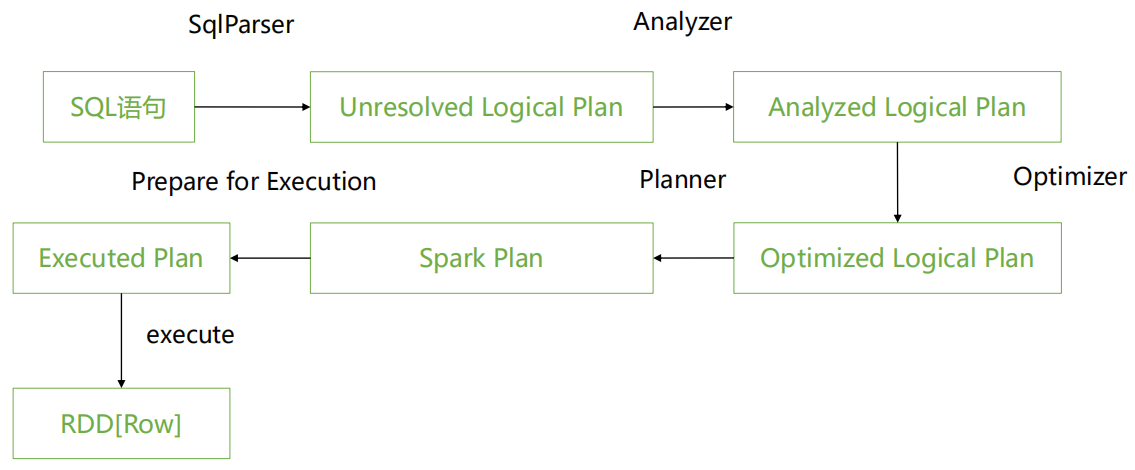 SqlParser
Analyzer
SQL语句
Unresolved Logical Plan
Analyzed Logical Plan
Prepare for Execution
Planner
Optimizer
Executed Plan
Spark Plan
Optimized Logical Plan
execute
RDD[Row]